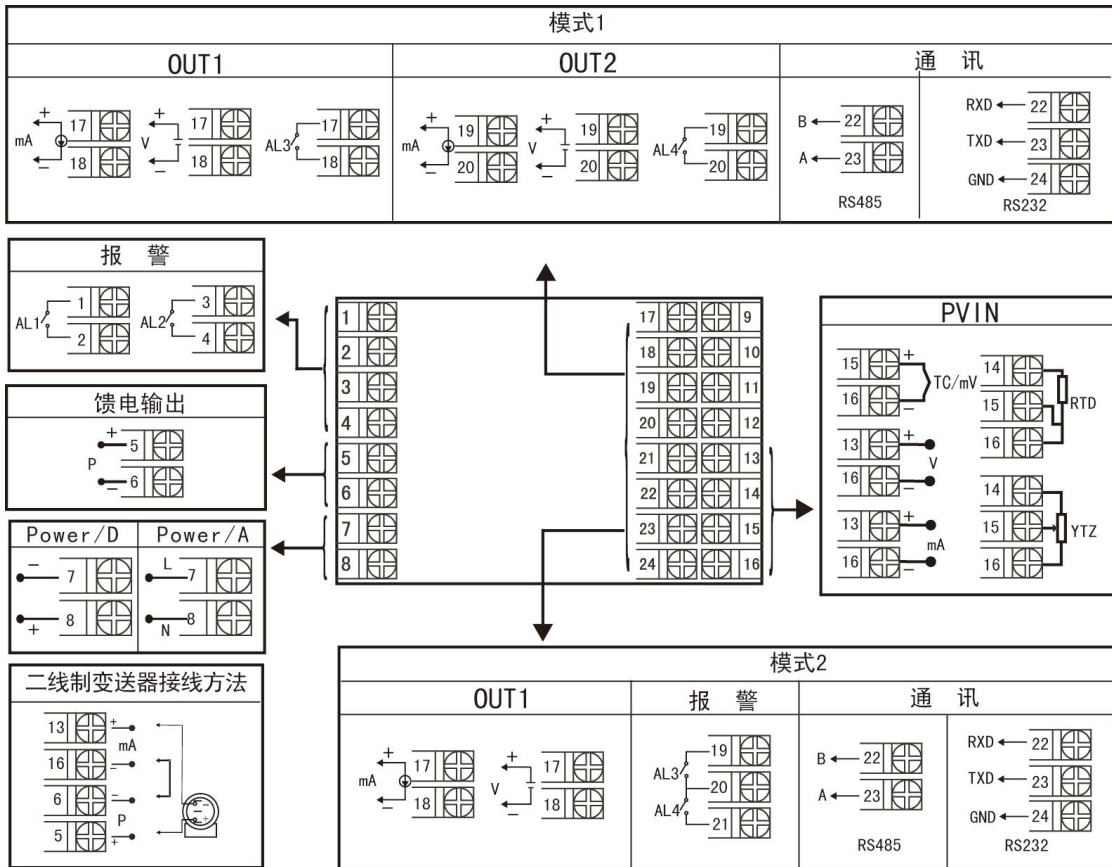 模式1
OUT1
OUT2
通 讯
+
mA
-
17
18
+
V
-
17
18
AL3
17
18
+
mA
-
19
20
+
V
-
19
20
AL4
19
20
B
22
A
23
RS485
RXD
22
TXD
23
GND
24
RS232
报 警
AL1
1
2
AL2
3
4
馈电输出
+
P
-
5
6
Power/D
Power/A
-
7
+
8
L
7
N
8
二线制变送器接线方法
13
+
mA
16
-
6
-
P
5
+
-
+
1
2
3
4
5
6
7
8
17
9
18
10
19
11
20
12
21
13
22
14
23
15
24
16
PVIN
15
+
16
-
TC/mV
13
+
V
16
-
13
+
mA
16
-
14
15
16
RTD
14
15
16
YTZ
模式2
OUT1
报 警
通 讯
+
mA
-
17
18
+
V
-
17
18
AL3
AL4
19
20
21
B
22
A
23
RS485
RXD
22
TXD
23
GND
24
RS232